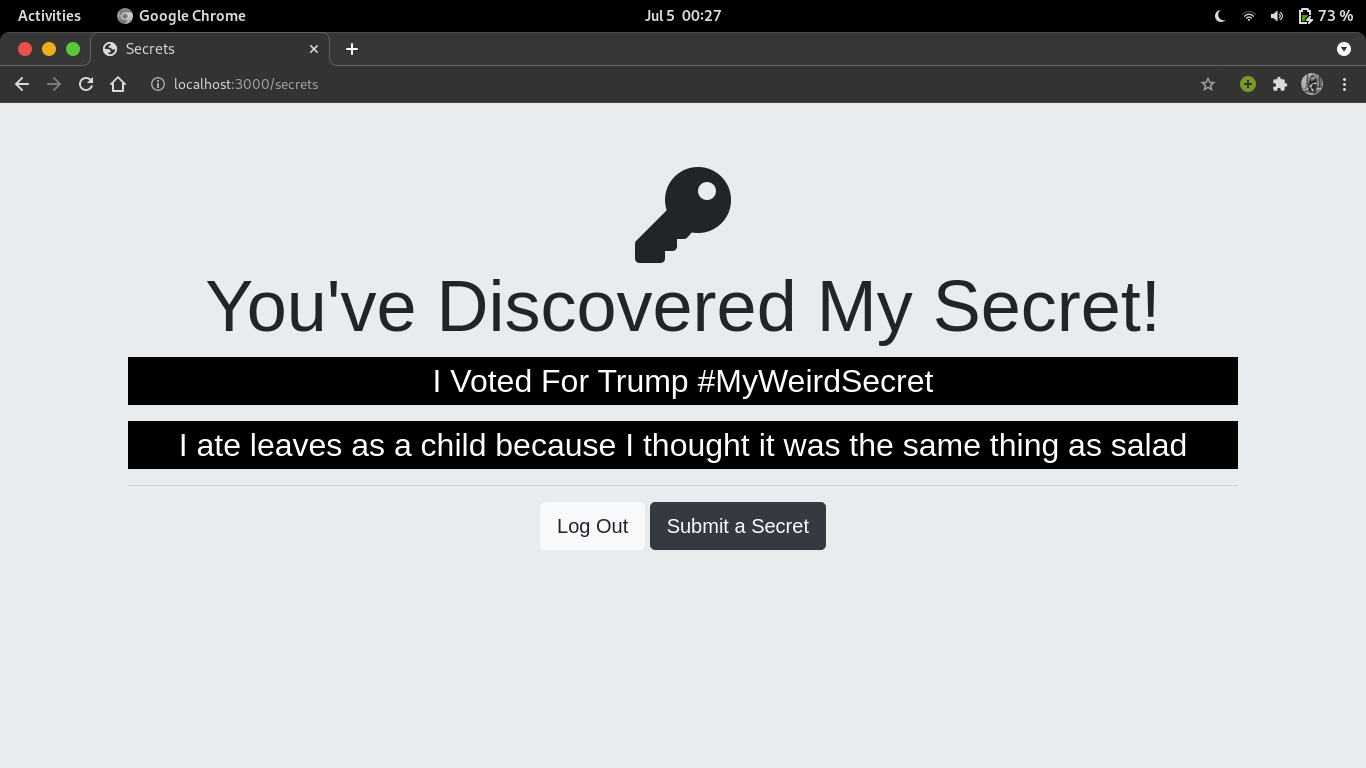 Activities Google Chrome Jul 5 00:27 73 %
Secrets
localhost:3000/secrets
You've Discovered My Secret!
I Voted For Trump #MyWeirdSecret
I ate leaves as a child because I thought it was the same thing as salad
Log Out Submit a Secret